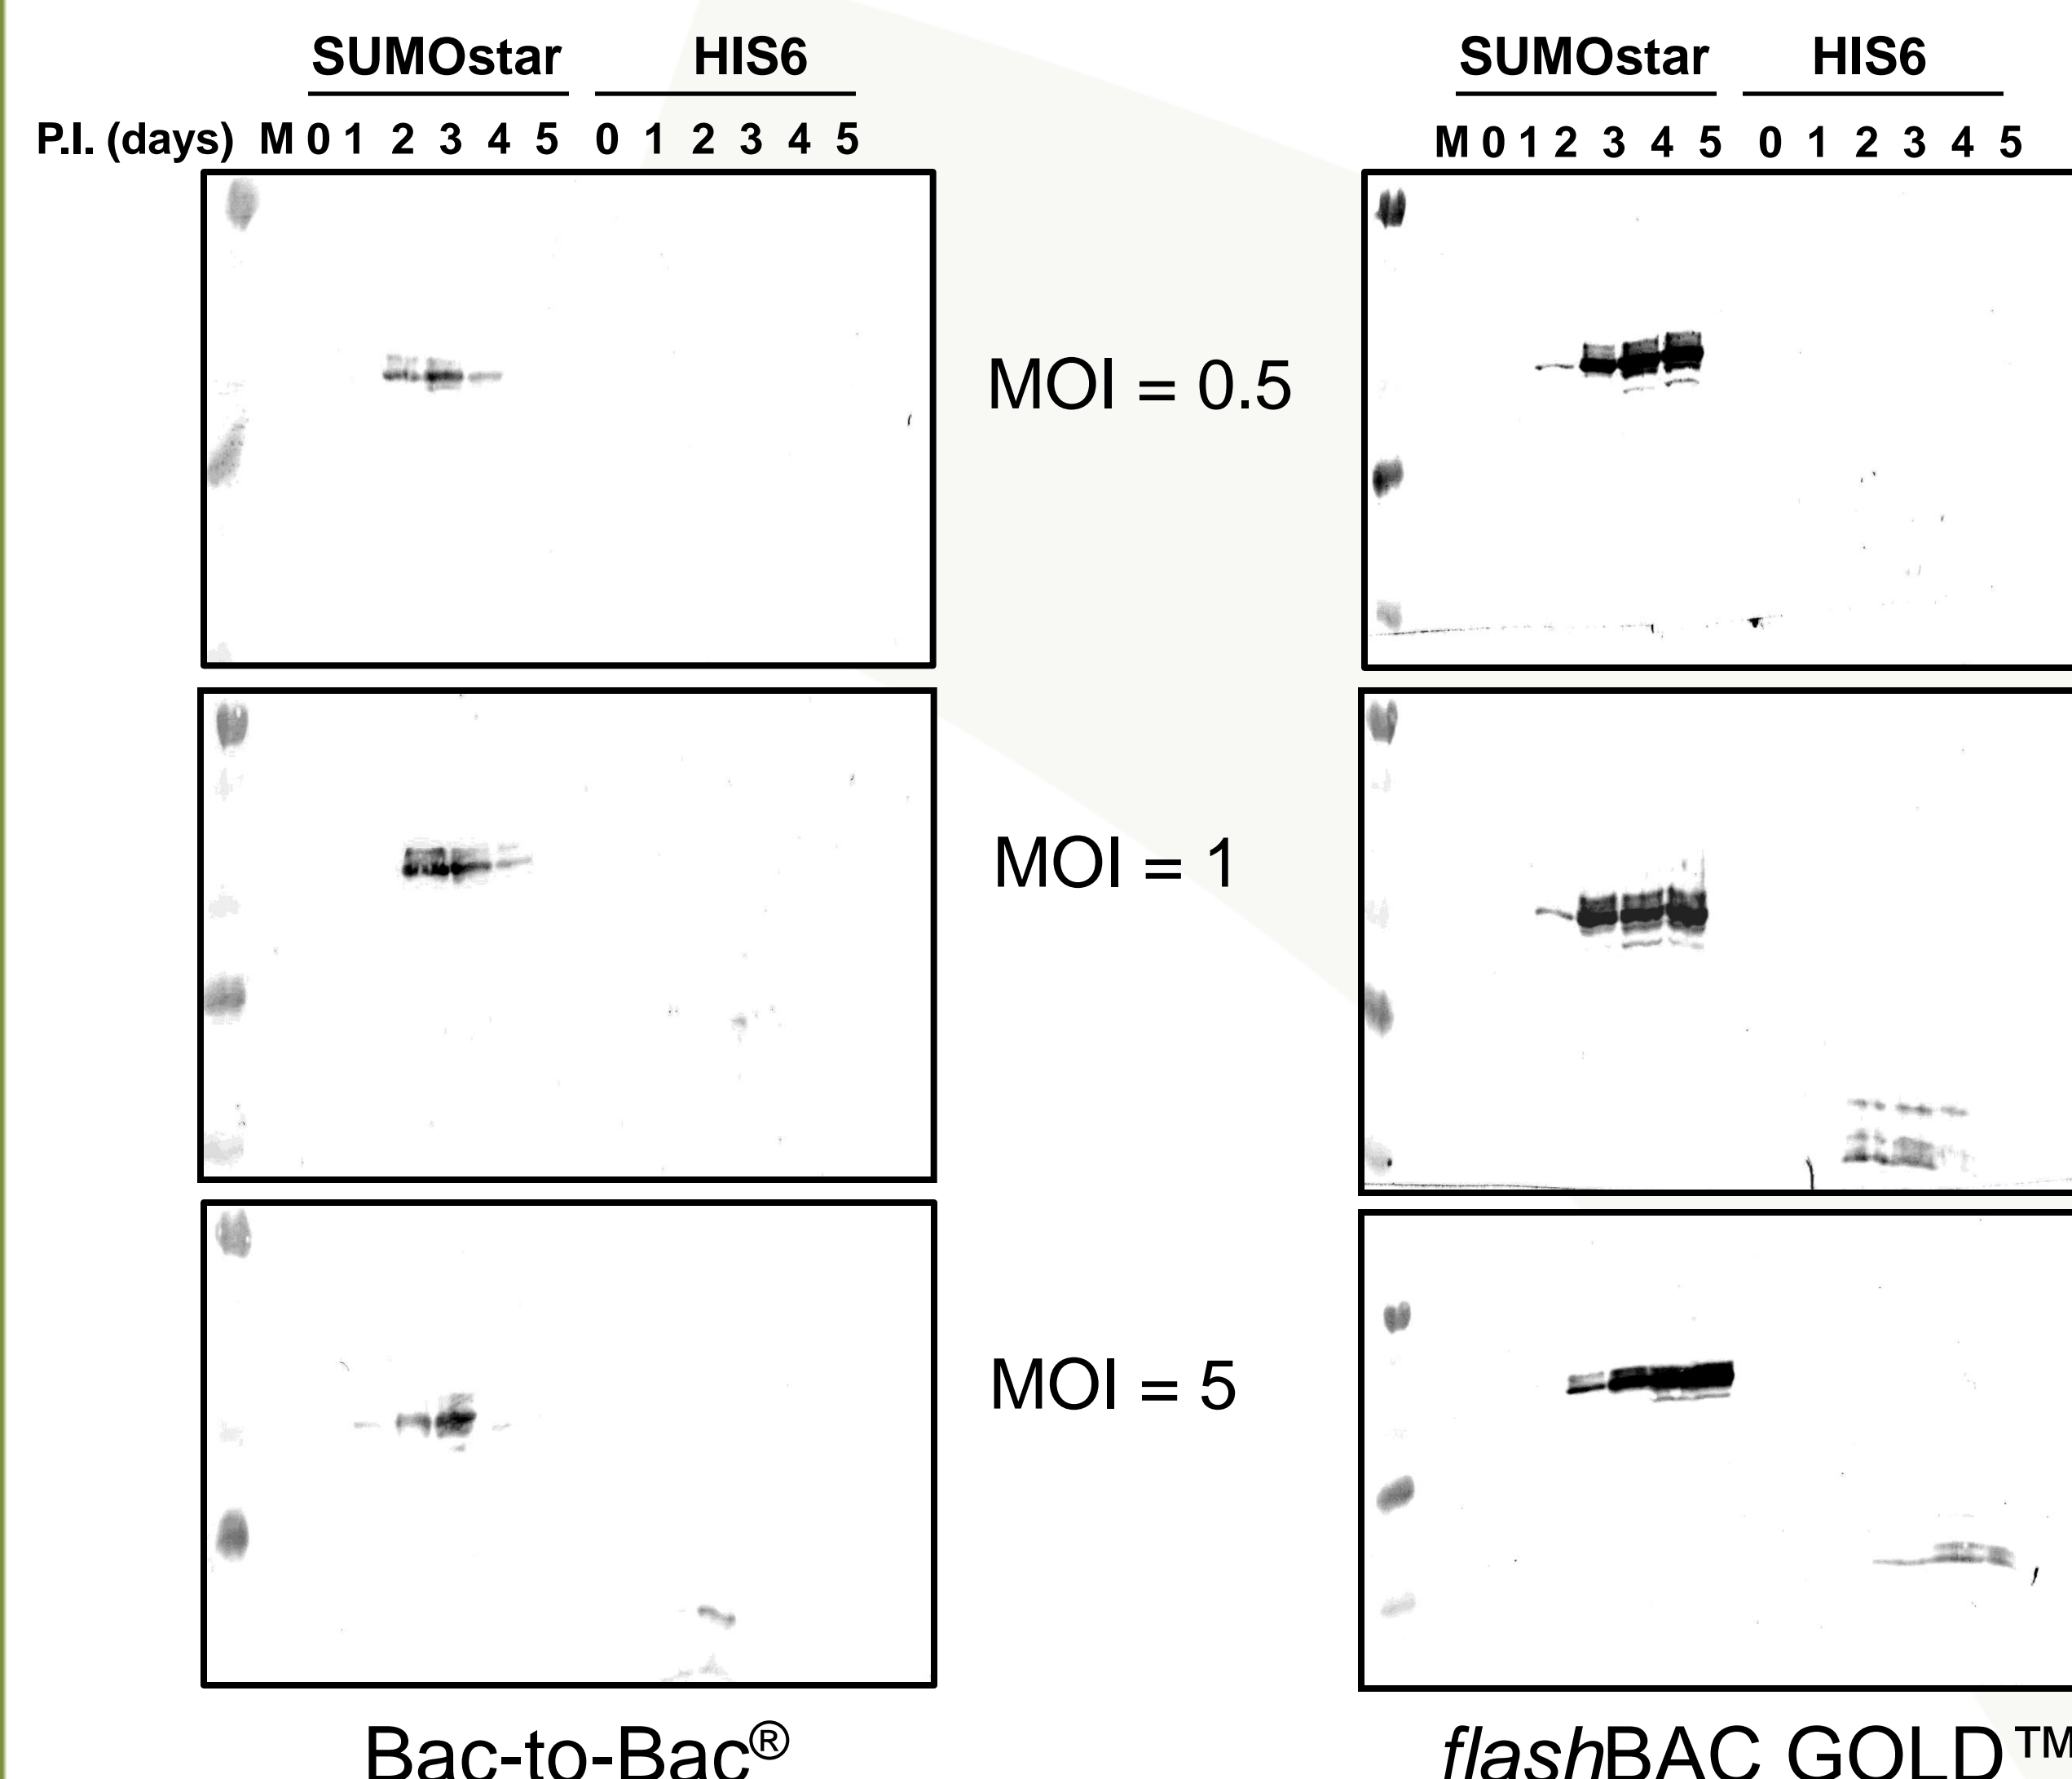 SUMOstar HIS6 SUMOstar HIS6
P.I. (days) M 0 1 2 3 4 5 0 1 2 3 4 5 M 0 1 2 3 4 5 0 1 2 3 4 5
MOI = 0.5
MOI = 1
MOI = 5
Bac-to-Bac® flashBAC GOLD™